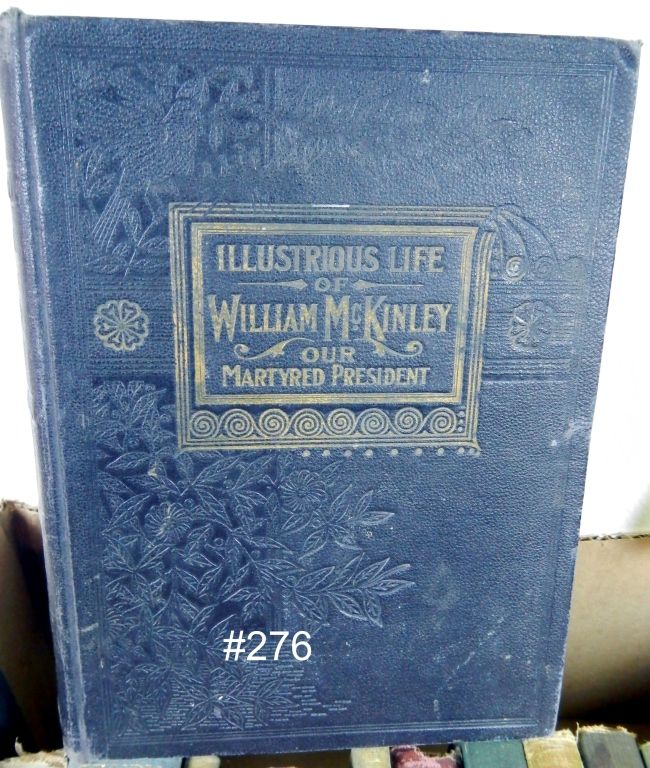 ILLUSTRIOUS LIFE
OF
WILLIAM MCKINLEY
OUR
MARTYRED PRESIDENT
#276